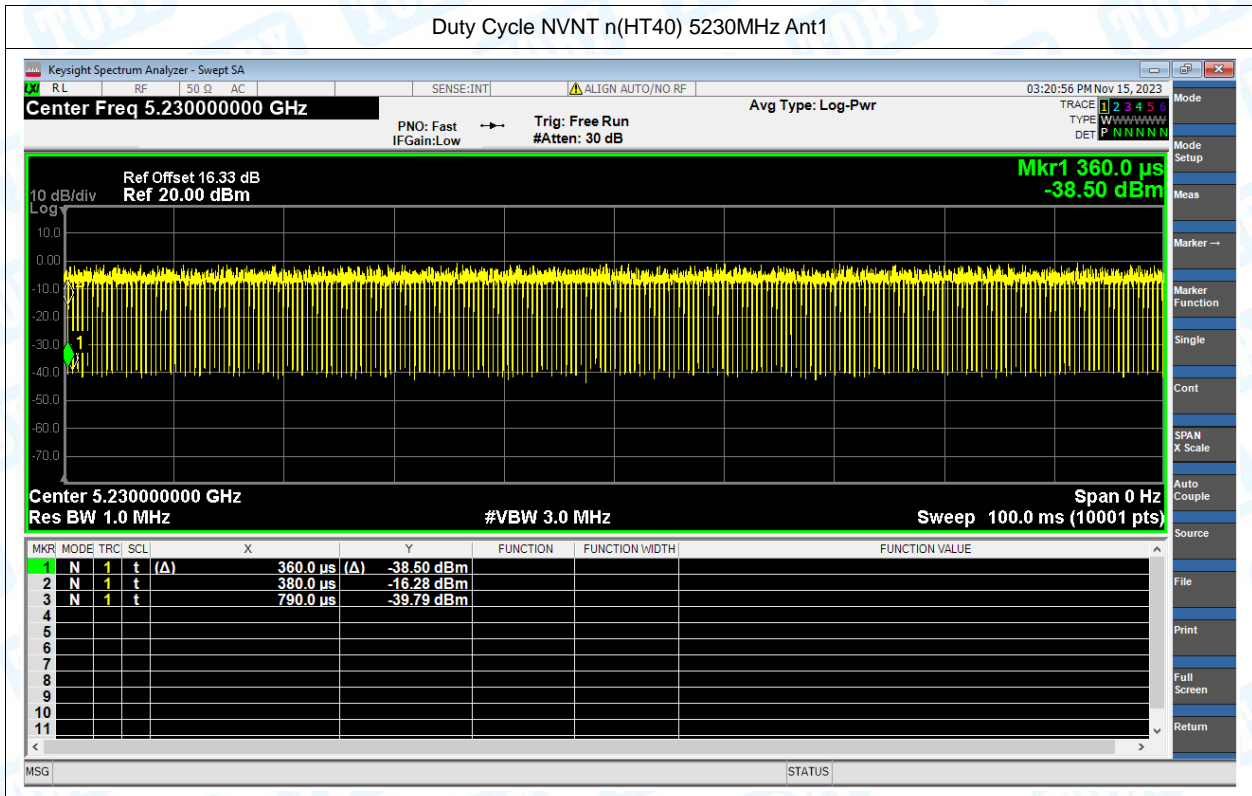 Duty Cycle NVNT n(HT40) 5230MHz Ant1
Keysight Spectrum Analyzer - Swept SA
LXI RL RF 50 Ω AC SENSE:INT ALIGN AUTO/NO RF 03:20:56 PM Nov 15, 2023
Center Freq 5.230000000 GHz
Avg Type: Log-Pwr
TRACE 1 2 3 4 5 6
PNO: Fast Trig: Free Run
TYPE WWWWWW
IFGain:Low #Atten: 30 dB
DET P N N N N N
Mode
Mode Setup
Meas
Marker →
Marker Function
Single
Cont
SPAN X Scale
Auto Couple
Source
File
Print
Full Screen
Return
Mkr1 360.0 µs
-38.50 dBm
Ref Offset 16.33 dB
10 dB/div Ref 20.00 dBm
Log
10.0
0.00
-10.0
-20.0
-30.0
-40.0
-50.0
-60.0
-70.0
1
Center 5.230000000 GHz Span 0 Hz
Res BW 1.0 MHz #VBW 3.0 MHz Sweep 100.0 ms (10001 pts)
MKR MODE TRC SCL X Y FUNCTION FUNCTION WIDTH FUNCTION VALUE
1 N 1 t (Δ) 360.0 µs (Δ) -38.50 dBm
2 N 1 t 380.0 µs -16.28 dBm
3 N 1 t 790.0 µs -39.79 dBm
4
5
6
7
8
9
10
11
MSG STATUS